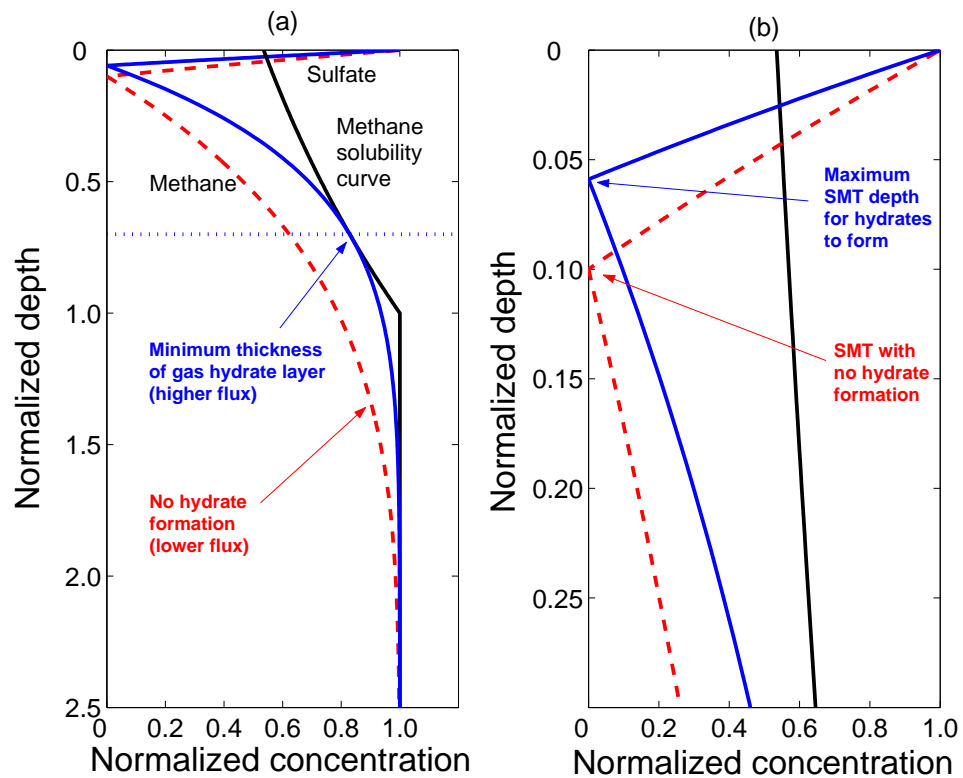 (a)
0
Sulfate
Methane
solubility
curve
Methane
0.5
1.0
Minimum thickness
of gas hydrate layer
(higher flux)
1.5
No hydrate
formation
(lower flux)
2.0
2.5
0 0.2 0.4 0.6 0.8 1.0
Normalized concentration
Normalized depth
(b)
0
0.05
Maximum
SMT depth
for hydrates
to form
0.10
SMT with
no hydrate
formation
0.15
0.20
0.25
0 0.2 0.4 0.6 0.8 1.0
Normalized concentration
Normalized depth